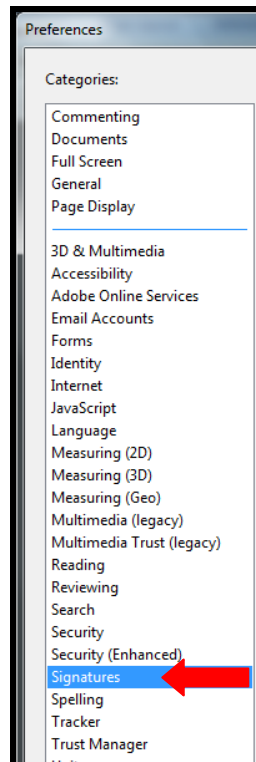 Preferences
Categories:
Commenting
Documents
Full Screen
General
Page Display
3D & Multimedia
Accessibility
Adobe Online Services
Email Accounts
Forms
Identity
Internet
JavaScript
Language
Measuring (2D)
Measuring (3D)
Measuring (Geo)
Multimedia (legacy)
Multimedia Trust (legacy)
Reading
Reviewing
Search
Security
Security (Enhanced)
Signatures
Spelling
Tracker
Trust Manager